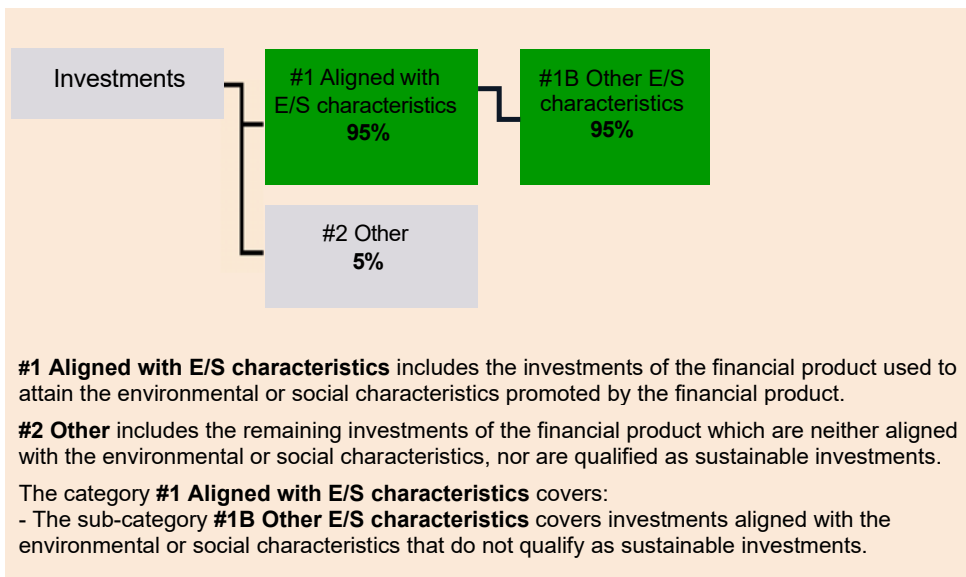 Investments
#1 Aligned with
E/S characteristics
95%
#1B Other E/S
characteristics
95%
#2 Other
5%
#1 Aligned with E/S characteristics includes the investments of the financial product used to
attain the environmental or social characteristics promoted by the financial product.
#2 Other includes the remaining investments of the financial product which are neither aligned
with the environmental or social characteristics, nor are qualified as sustainable investments.
The category #1 Aligned with E/S characteristics covers:
- The sub-category #1B Other E/S characteristics covers investments aligned with the
environmental or social characteristics that do not qualify as sustainable investments.